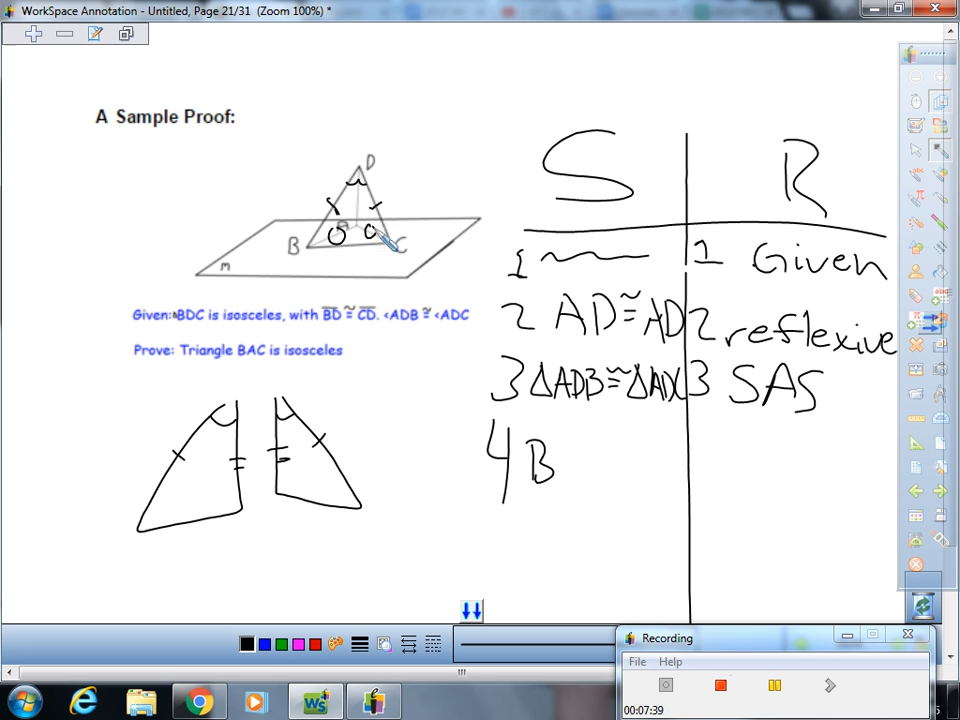 WorkSpace Annotation - Untitled, Page 21/31 (Zoom 100%) *
A Sample Proof:
D
B
C
m
Given: BDC is isosceles, with BD ≅ CD. <ADB ≅ <ADC
Prove: Triangle BAC is isosceles
S R
1 1 Given
2 AD≅AD 2 reflexive
3 ΔADB≅ΔADC 3 SAS
4 B
Recording
File Help
00:07:39